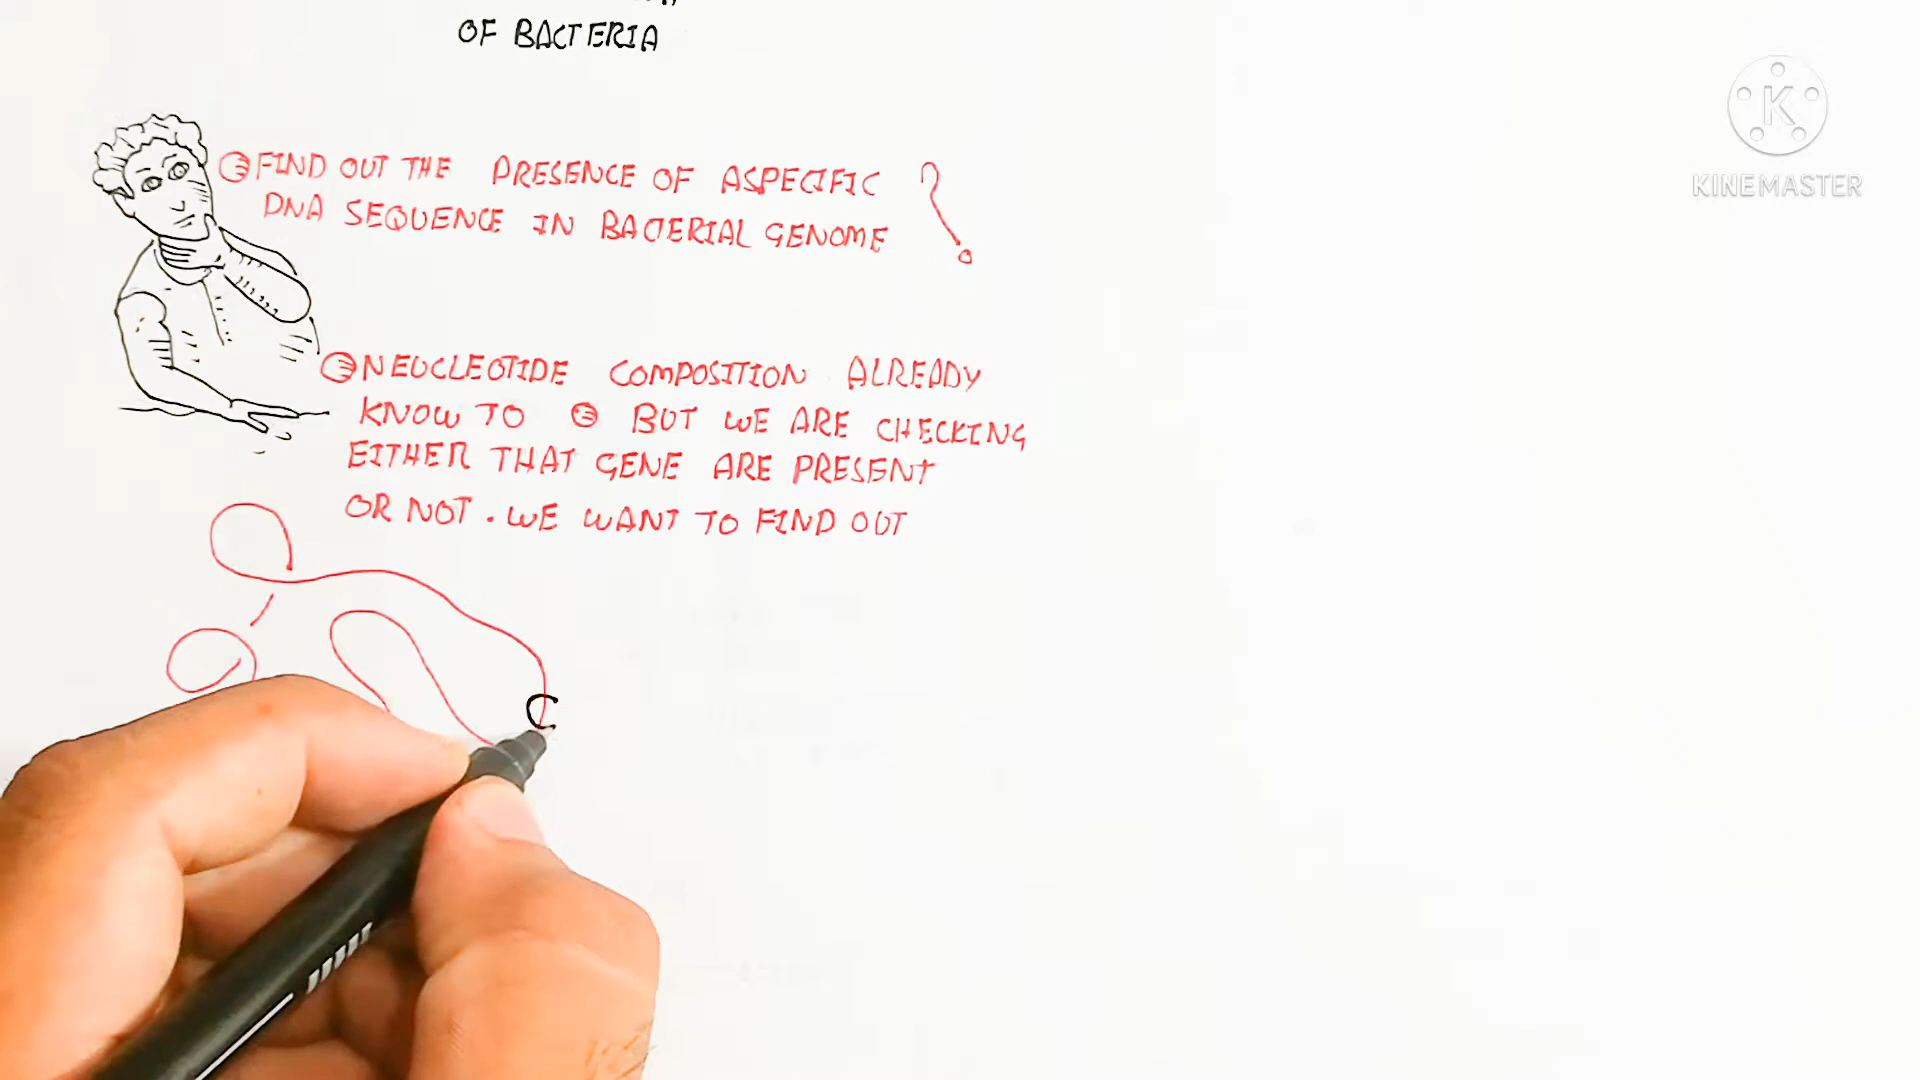 OF BACTERIA
FIND OUT THE PRESENCE OF ASPECIFIC ?
DNA SEQUENCE IN BACTERIAL GENOME
NEUCLEOTIDE COMPOSITION ALREADY
KNOW TO BUT WE ARE CHECKING
EITHER THAT GENE ARE PRESENT
OR NOT. WE WANT TO FIND OUT
C
K
KINEMASTER